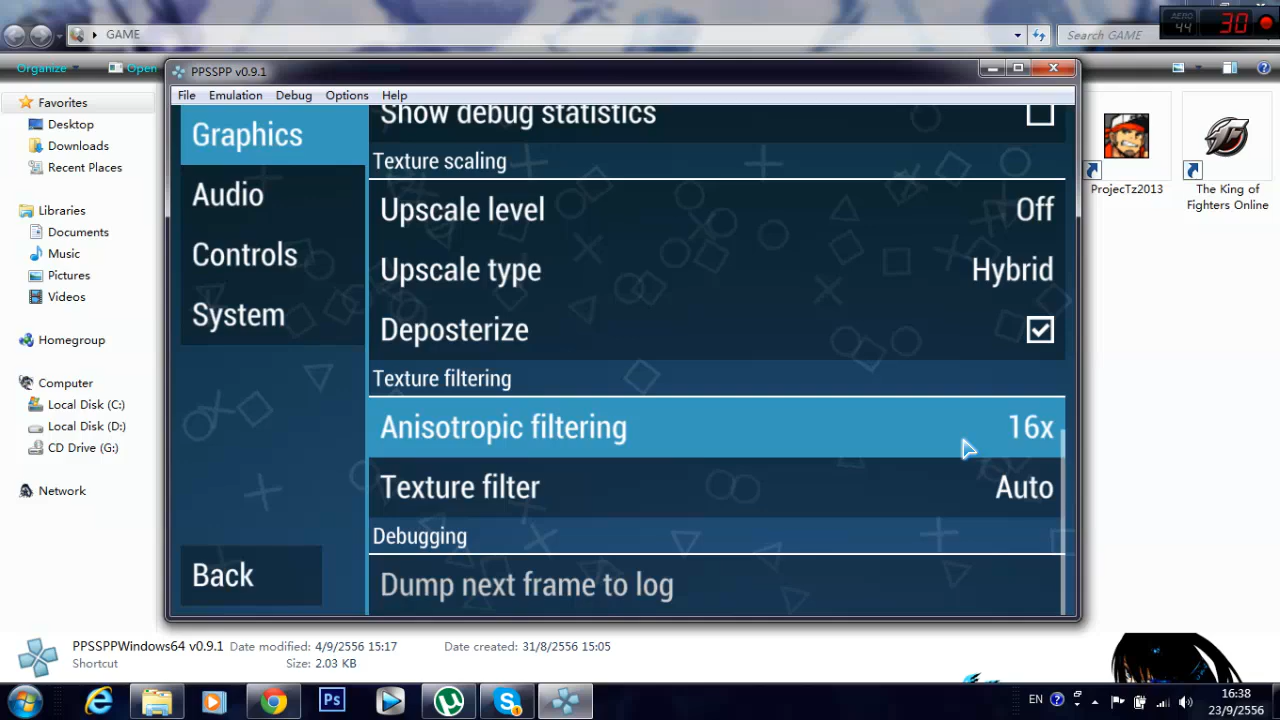 GAME
Search GAME
AERO
44
30
PPSSPP v0.9.1
Organize
Open
File Emulation Debug Options Help
Favorites
Desktop
Downloads
Recent Places
Libraries
Documents
Music
Pictures
Videos
Homegroup
Computer
Local Disk (C:)
Local Disk (D:)
CD Drive (G:)
Network
Graphics
Audio
Controls
System
Back
Show debug statistics
Texture scaling
Upscale level Off
Upscale type Hybrid
Deposterize
Texture filtering
Anisotropic filtering 16x
Texture filter Auto
Debugging
Dump next frame to log
ProjecTz2013
The King of
Fighters Online
PPSSPPWindows64 v0.9.1 Date modified: 4/9/2556 15:17 Date created: 31/8/2556 15:05
Shortcut Size: 2.03 KB
Ps
EN
16:38
23/9/2556